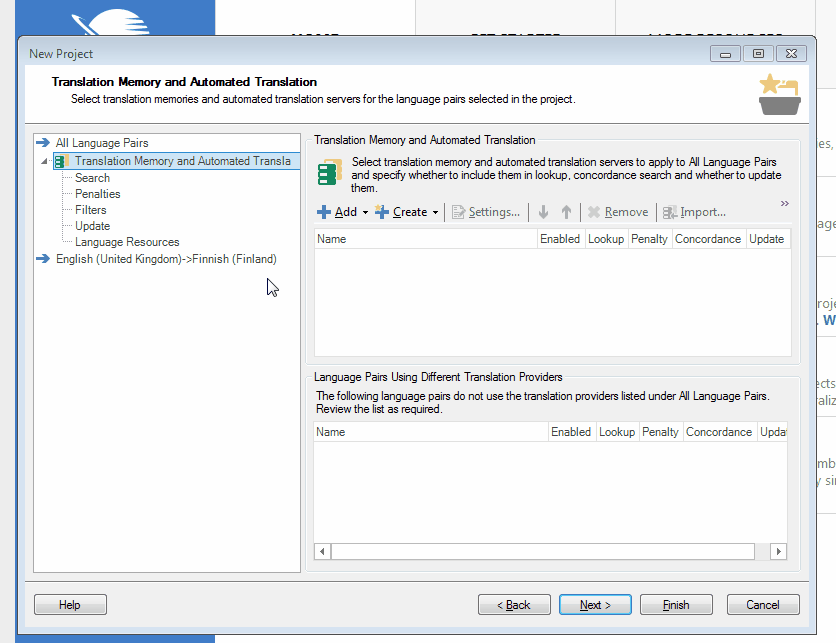 New Project
Translation Memory and Automated Translation
Select translation memories and automated translation servers for the language pairs selected in the project.
All Language Pairs
Translation Memory and Automated Transla
Search
Penalties
Filters
Update
Language Resources
English (United Kingdom)->Finnish (Finland)
Translation Memory and Automated Translation
Select translation memory and automated translation servers to apply to All Language Pairs
and specify whether to include them in lookup, concordance search and whether to update
them.
Add Create Settings... Remove Import... »
Name Enabled Lookup Penalty Concordance Update
Language Pairs Using Different Translation Providers
The following language pairs do not use the translation providers listed under All Language Pairs.
Review the list as required.
Name Enabled Lookup Penalty Concordance Updat
Help < Back Next > Finish Cancel